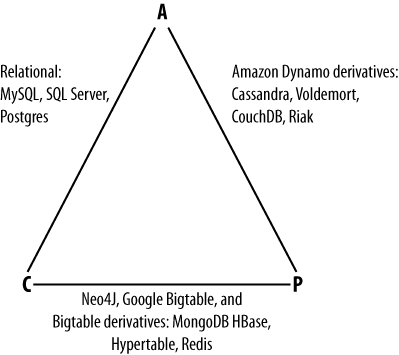 A
Relational:
MySQL, SQL Server,
Postgres
Amazon Dynamo derivatives:
Cassandra, Voldemort,
CouchDB, Riak
C
P
Neo4J, Google Bigtable, and
Bigtable derivatives: MongoDB HBase,
Hypertable, Redis